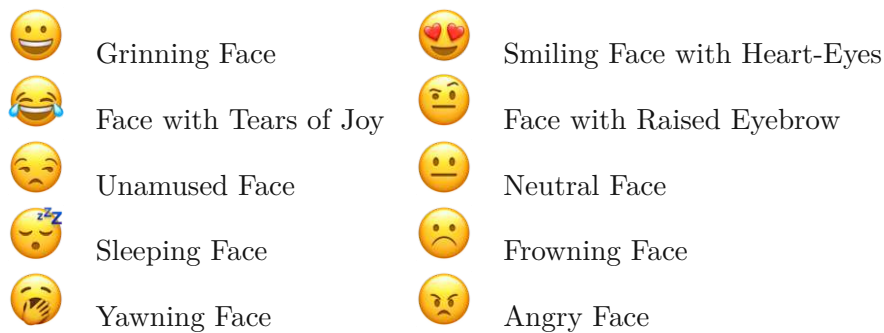 Grinning Face
Smiling Face with Heart-Eyes
Face with Tears of Joy
Face with Raised Eyebrow
Unamused Face
Neutral Face
zzZ
Sleeping Face
Frowning Face
Yawning Face
Angry Face